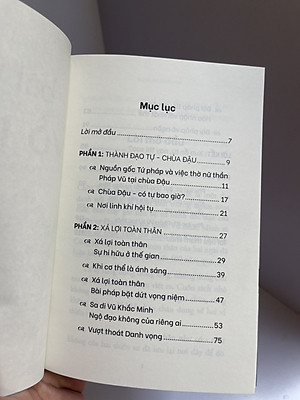 Mục lục
Lời mở đầu 7
PHẦN 1: THÀNH ĐẠO TỰ - CHÙA ĐẬU 9
Nguồn gốc Tứ pháp và việc thờ nữ thần
Pháp Vũ tại chùa Đậu 11
Chùa Đậu - có tự bao giờ? 17
Nơi linh khí hội tụ 21
PHẦN 2: XÁ LỢI TOÀN THÂN 27
Xá lợi toàn thân
Sự hi hữu ở thế gian 29
Khi cơ thể là ánh sáng 39
Xá lợi toàn thân
Bài pháp bặt dứt vọng niệm 47
Sa di Vũ Khắc Minh
Ngộ đạo không của riêng ai 53
Vượt thoát Danh vọng 75